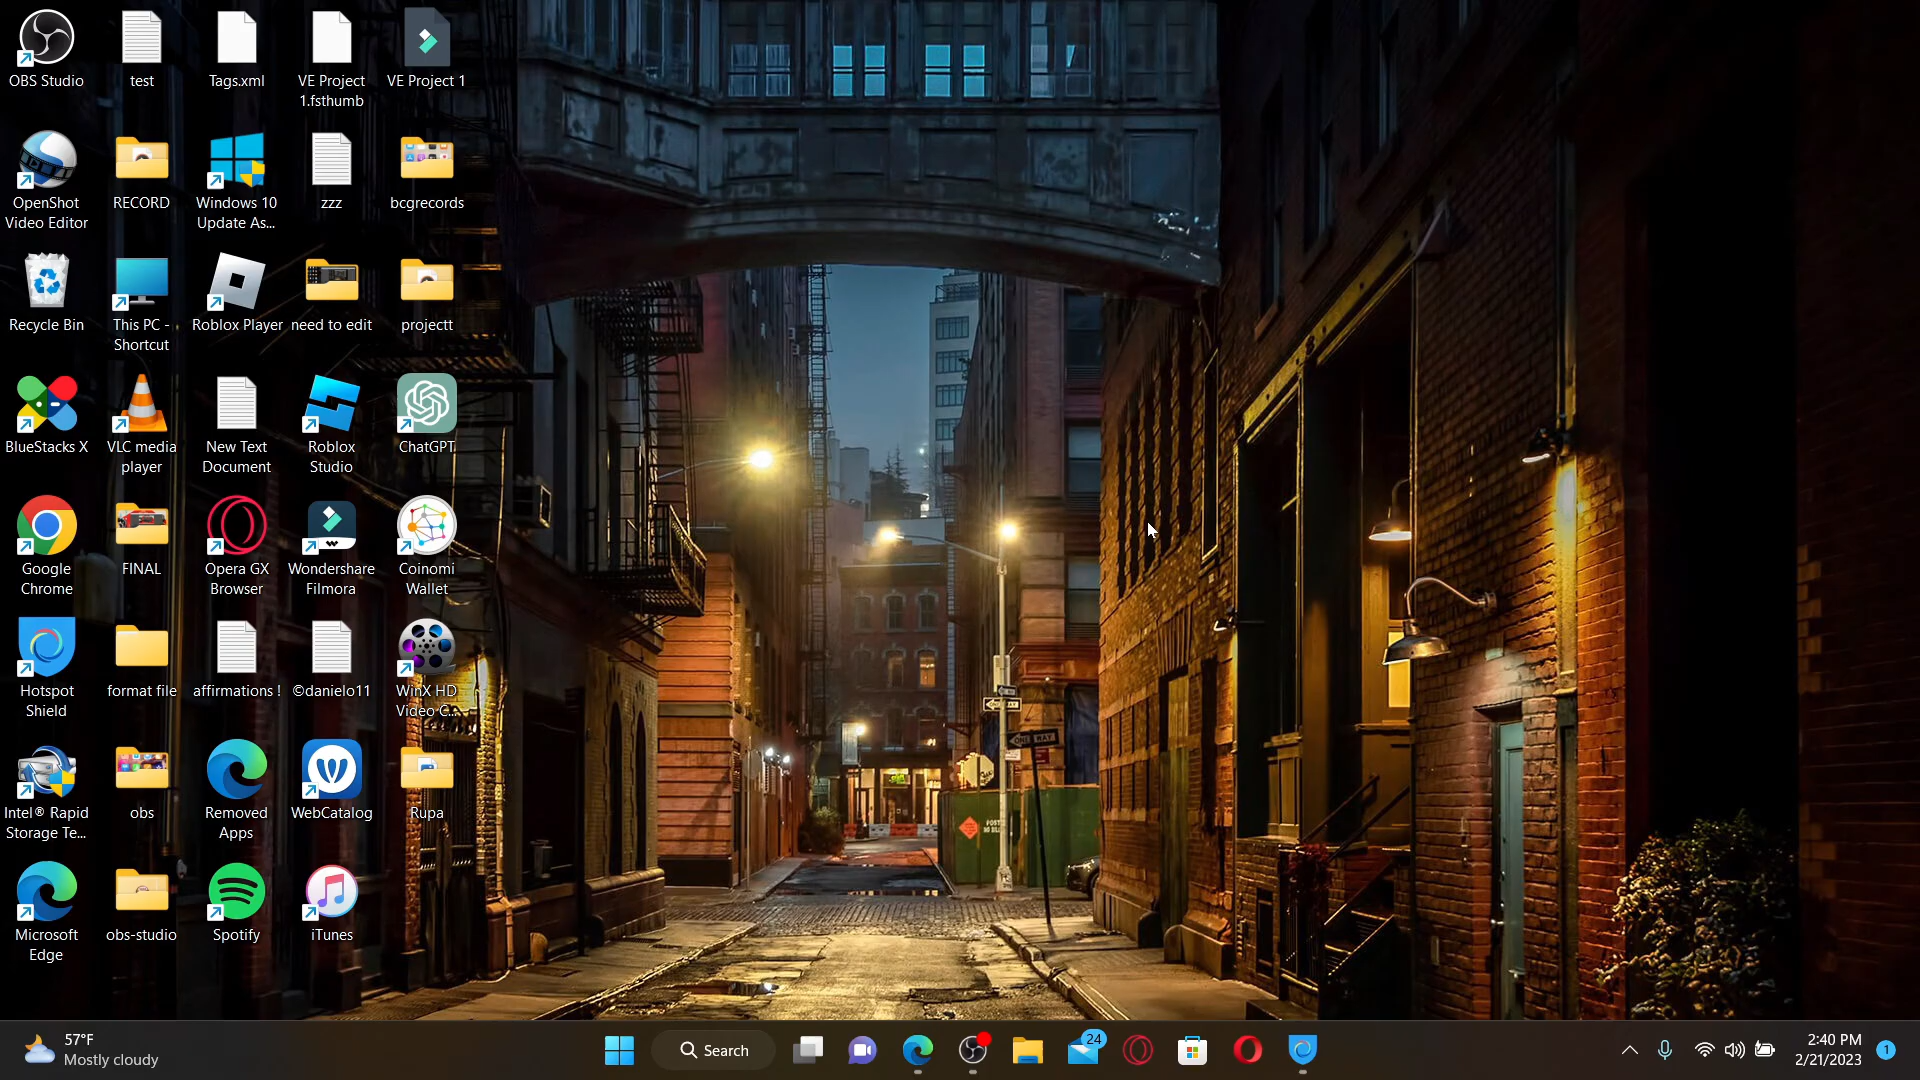 OBS Studio
test
Tags.xml
VE Project
1.fsthumb
VE Project 1
OpenShot
Video Editor
RECORD
Windows 10
Update As...
zzz
bcgrecords
Recycle Bin
This PC -
Shortcut
Roblox Player
need to edit
projectt
BlueStacks X
VLC media
player
New Text
Document
Roblox
Studio
ChatGPT
Google
Chrome
FINAL
Opera GX
Browser
Wondershare
Filmora
Coinomi
Wallet
Hotspot
Shield
format file
affirmations !
©danielo11
WinX HD
Video C...
Intel® Rapid
Storage Te...
obs
Removed
Apps
WebCatalog
Rupa
Microsoft
Edge
obs-studio
Spotify
iTunes
ONE WAY
57°F
Mostly cloudy
Search
24
2:40 PM
2/21/2023
1